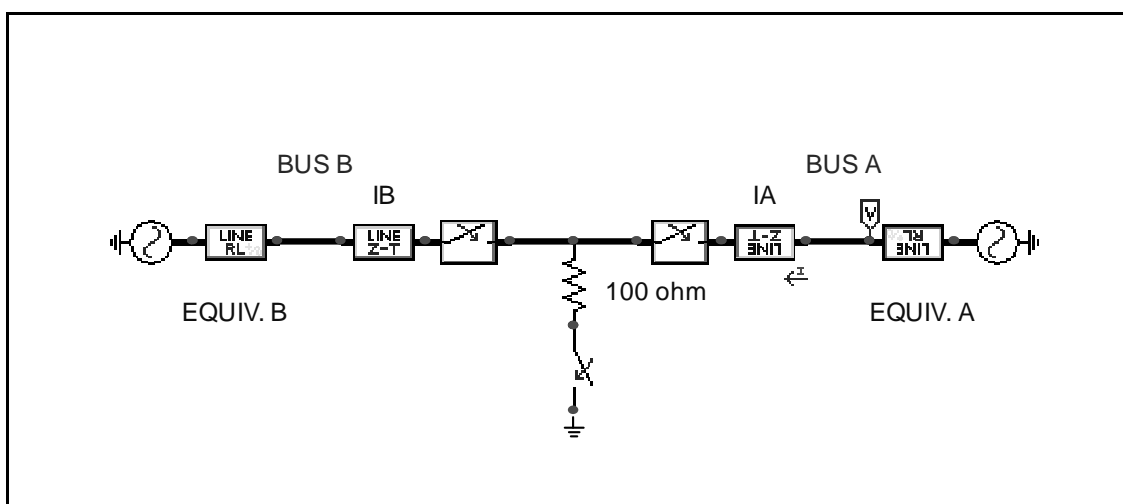 BUS B
BUS A
IB
IA
V
LINE
RL
LINE
Z-T
LINE
Z-T
LINE
RL
I
100 ohm
EQUIV. B
EQUIV. A